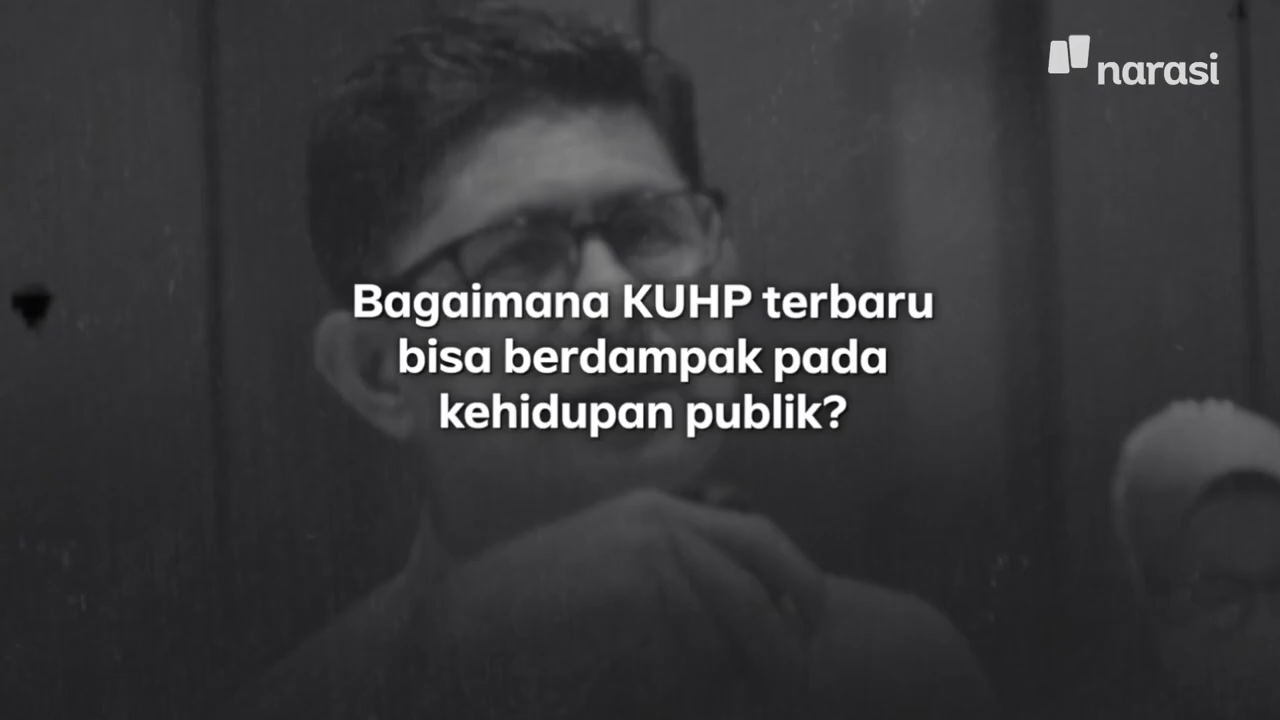 narasi
Bagaimana KUHP terbaru
bisa berdampak pada
kehidupan publik?